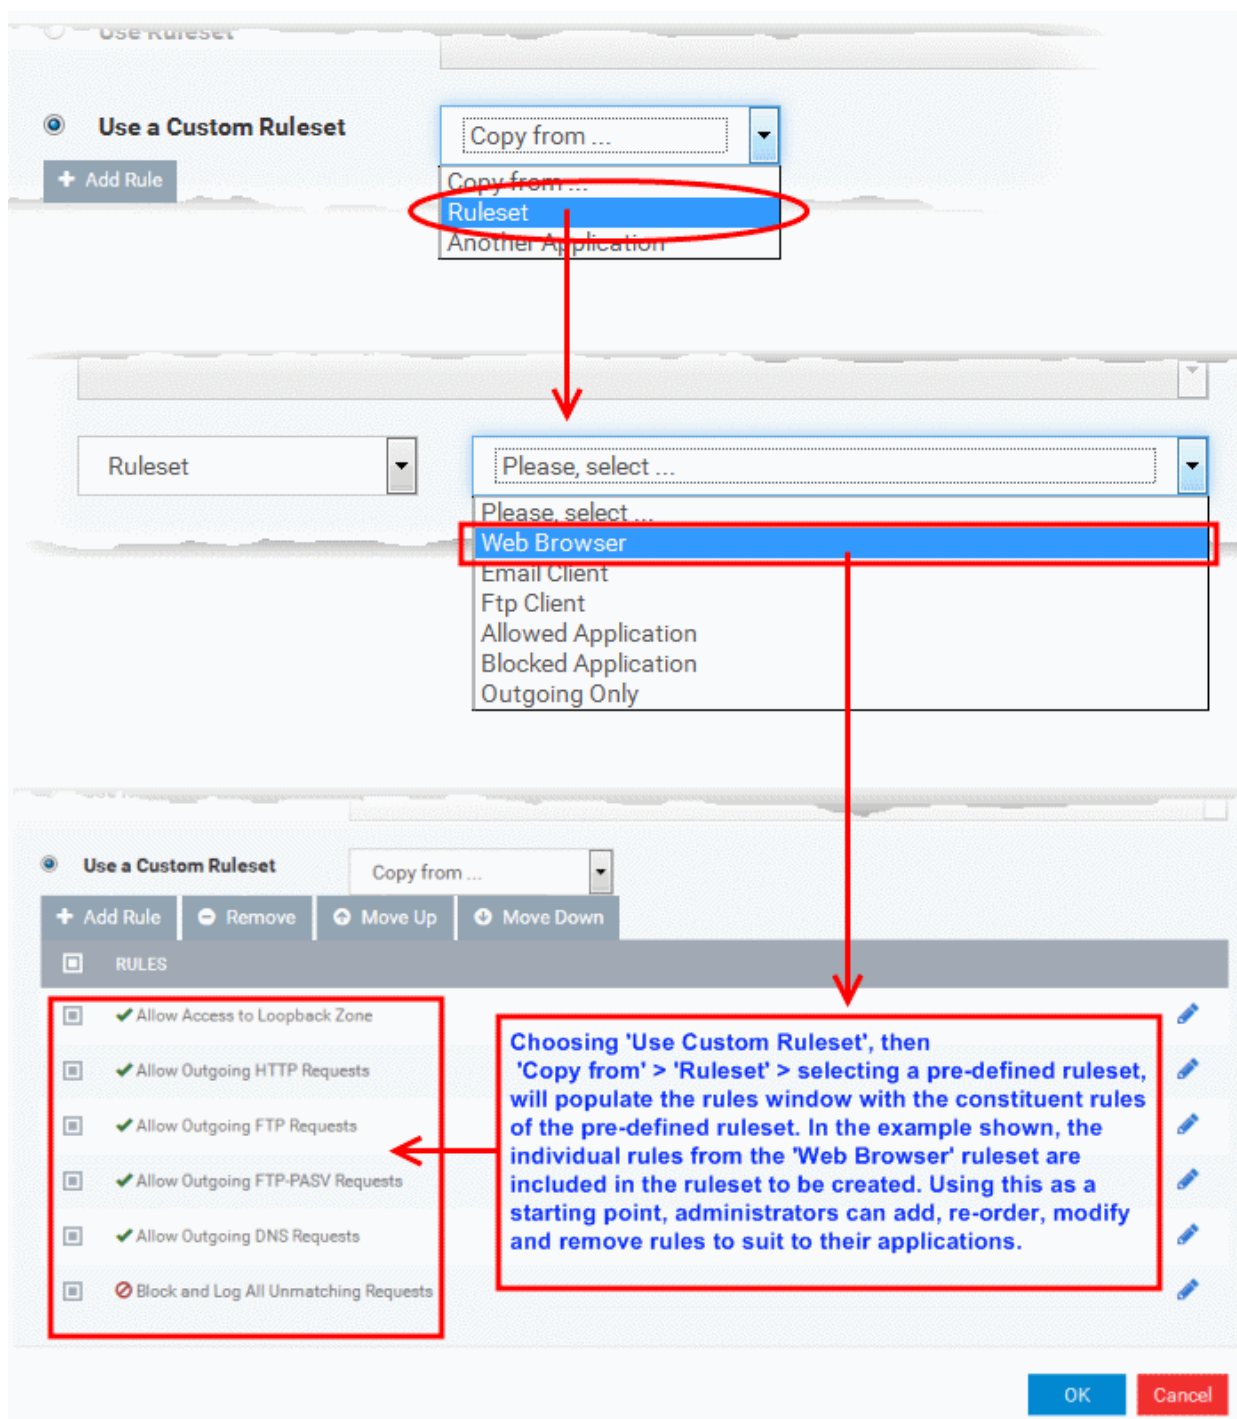 Use Ruleset
Use a Custom Ruleset
Copy from ...
Add Rule
Copy from ...
Ruleset
Another Application
Ruleset
Please, select ...
Please, select ...
Web Browser
Email Client
Ftp Client
Allowed Application
Blocked Application
Outgoing Only
Use a Custom Ruleset
Copy from ...
Add Rule Remove Move Up Move Down
RULES
Allow Access to Loopback Zone
Allow Outgoing HTTP Requests
Allow Outgoing FTP Requests
Allow Outgoing FTP-PASV Requests
Allow Outgoing DNS Requests
Block and Log All Unmatching Requests
Choosing 'Use Custom Ruleset', then
'Copy from' > 'Ruleset' > selecting a pre-defined ruleset,
will populate the rules window with the constituent rules
of the pre-defined ruleset. In the example shown, the
individual rules from the 'Web Browser' ruleset are
included in the ruleset to be created. Using this as a
starting point, administrators can add, re-order, modify
and remove rules to suit to their applications.
OK Cancel